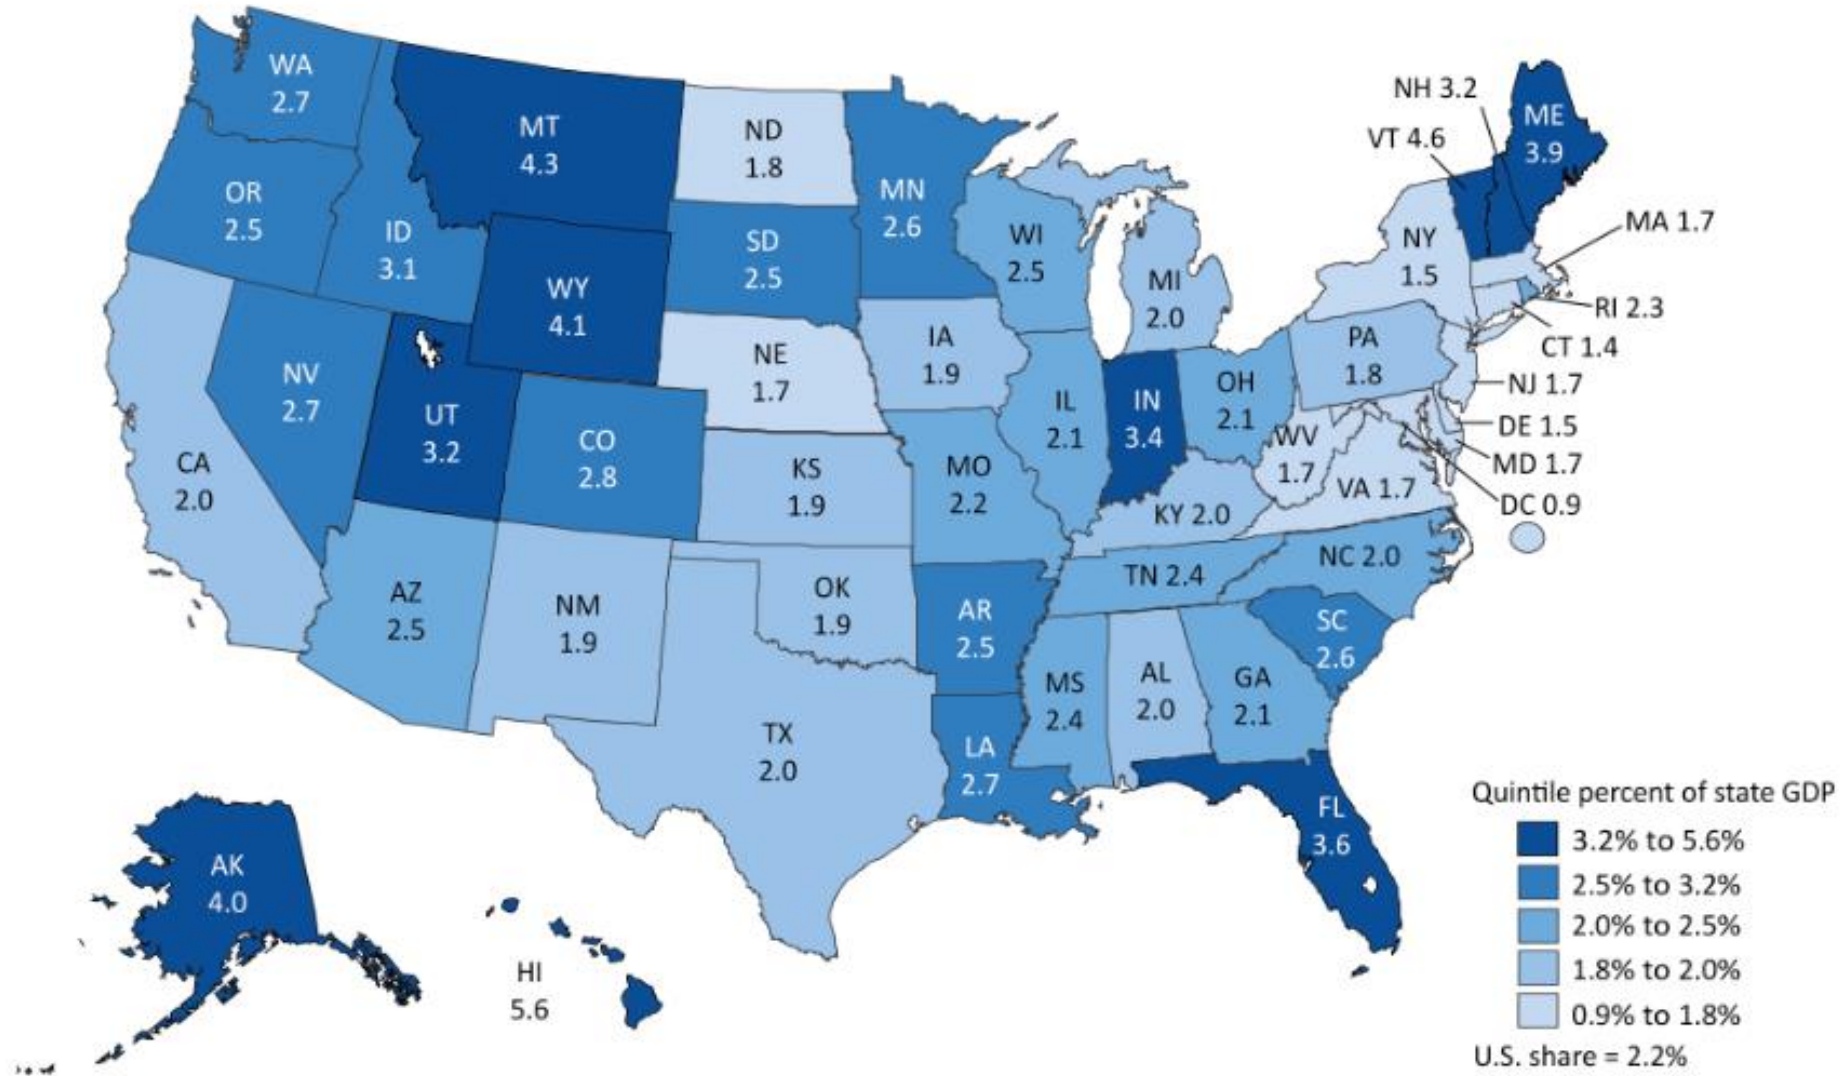 WA
2.7
MT
4.3
ND
1.8
OR
2.5
ID
3.1
WY
4.1
SD
2.5
MN
2.6
WI
2.5
MI
2.0
NH 3.2
VT 4.6
ME
3.9
NY
1.5
MA 1.7
RI 2.3
CT 1.4
NJ 1.7
DE 1.5
MD 1.7
DC 0.9
PA
1.8
NV
2.7
UT
3.2
CO
2.8
NE
1.7
IA
1.9
IL
2.1
IN
3.4
OH
2.1
WV
1.7
VA 1.7
CA
2.0
KS
1.9
MO
2.2
KY 2.0
AZ
2.5
NM
1.9
OK
1.9
AR
2.5
TN 2.4
NC 2.0
SC
2.6
TX
2.0
LA
2.7
MS
2.4
AL
2.0
GA
2.1
FL
3.6
AK
4.0
HI
5.6
Quintile percent of state GDP
3.2% to 5.6%
2.5% to 3.2%
2.0% to 2.5%
1.8% to 2.0%
0.9% to 1.8%
U.S. share = 2.2%